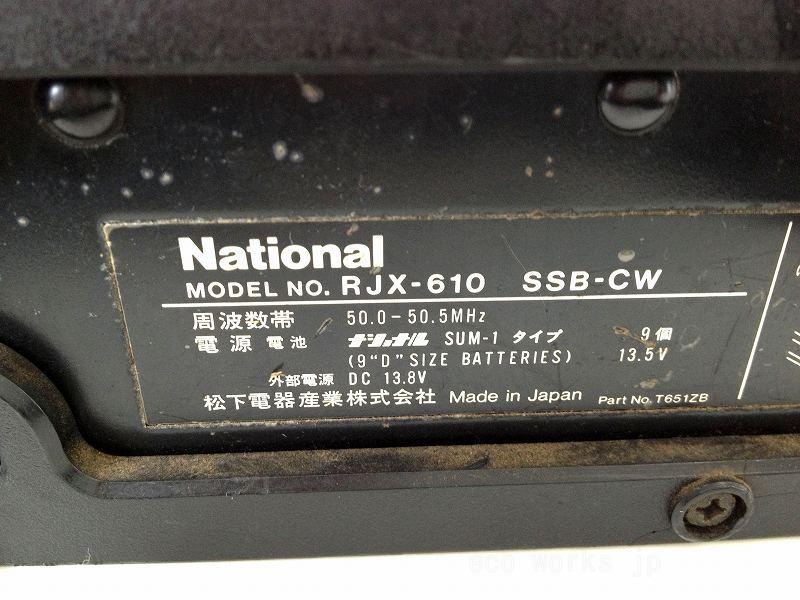 National
MODEL NO. RJX-610 SSB-CW
周波数帯 50.0-50.5MHz
電源 電池 ナショナル SUM-1 タイプ 9個
(9"D"SIZE BATTERIES) 13.5V
外部電源 DC 13.8V
松下電器産業株式会社 Made in Japan Part No. T651ZB
eco works jp